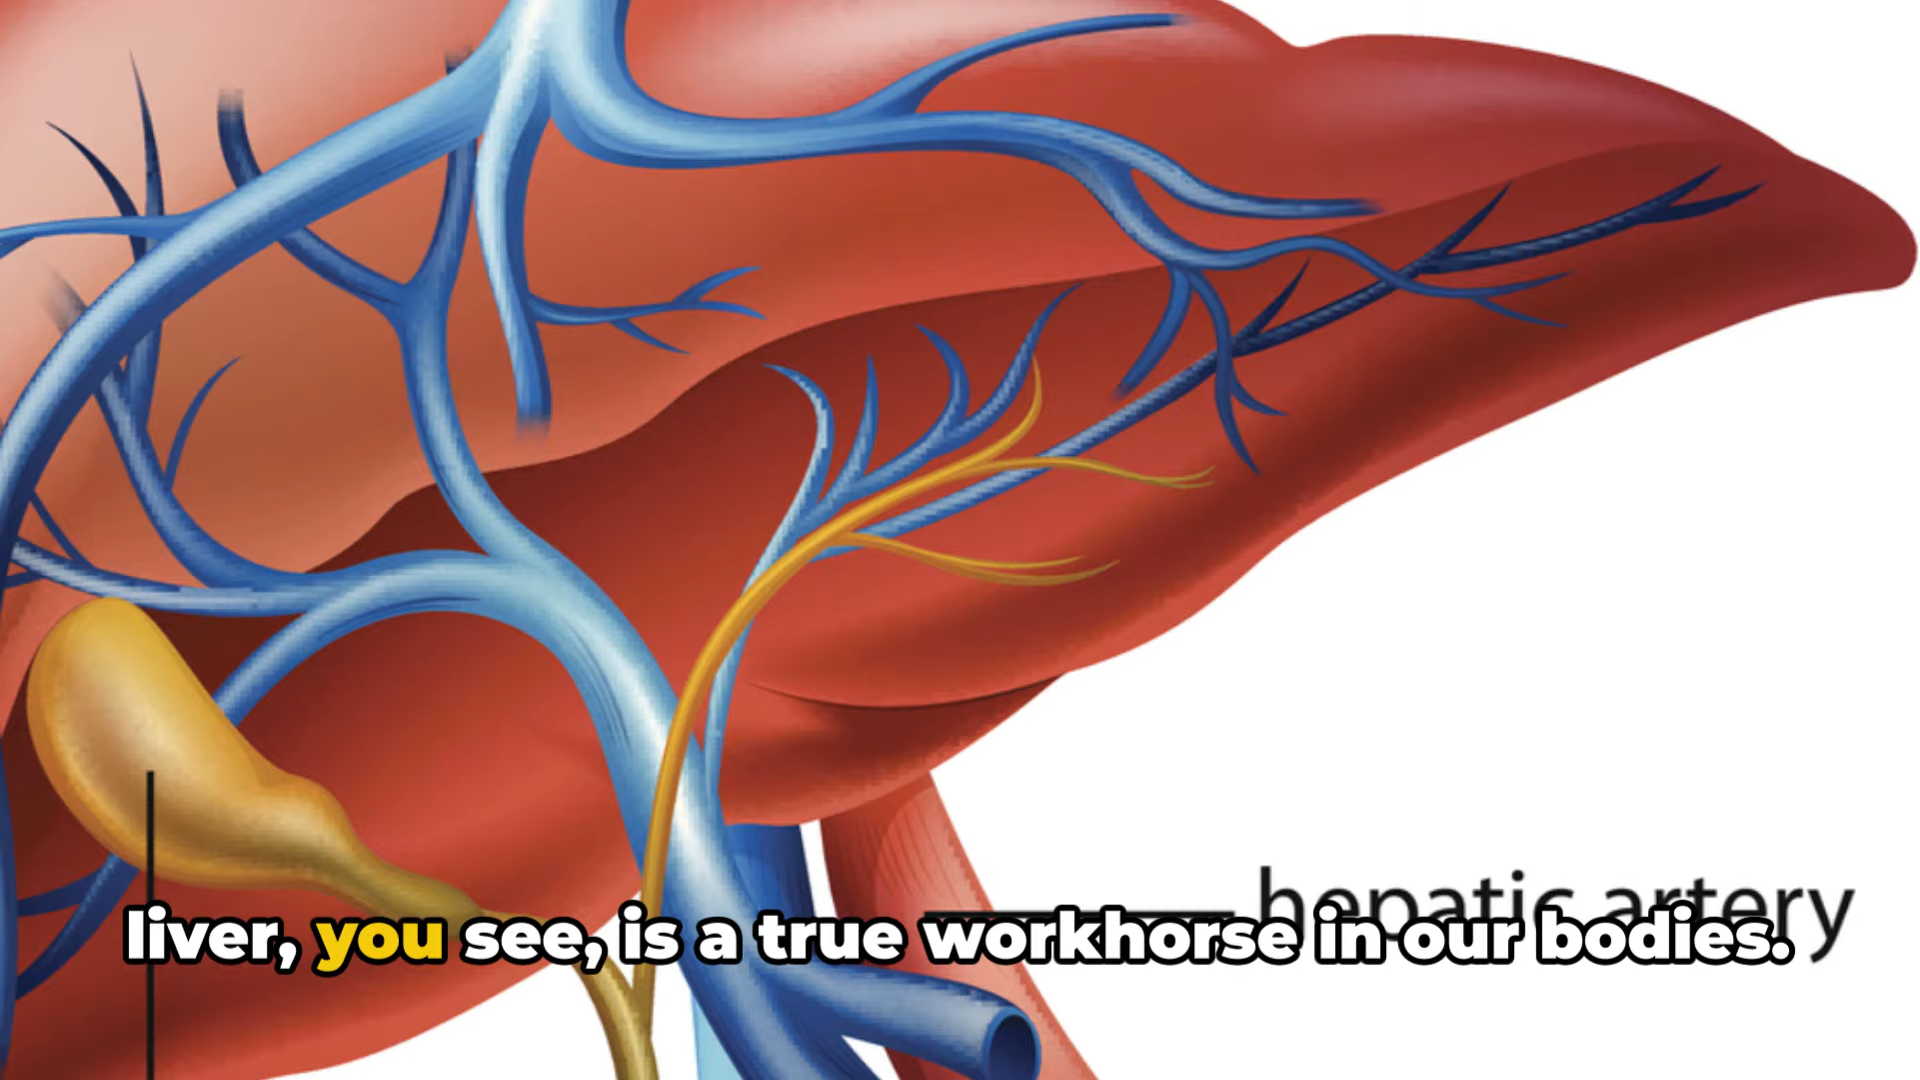 hepatic artery
liver, you see, is a true workhorse in our bodies.